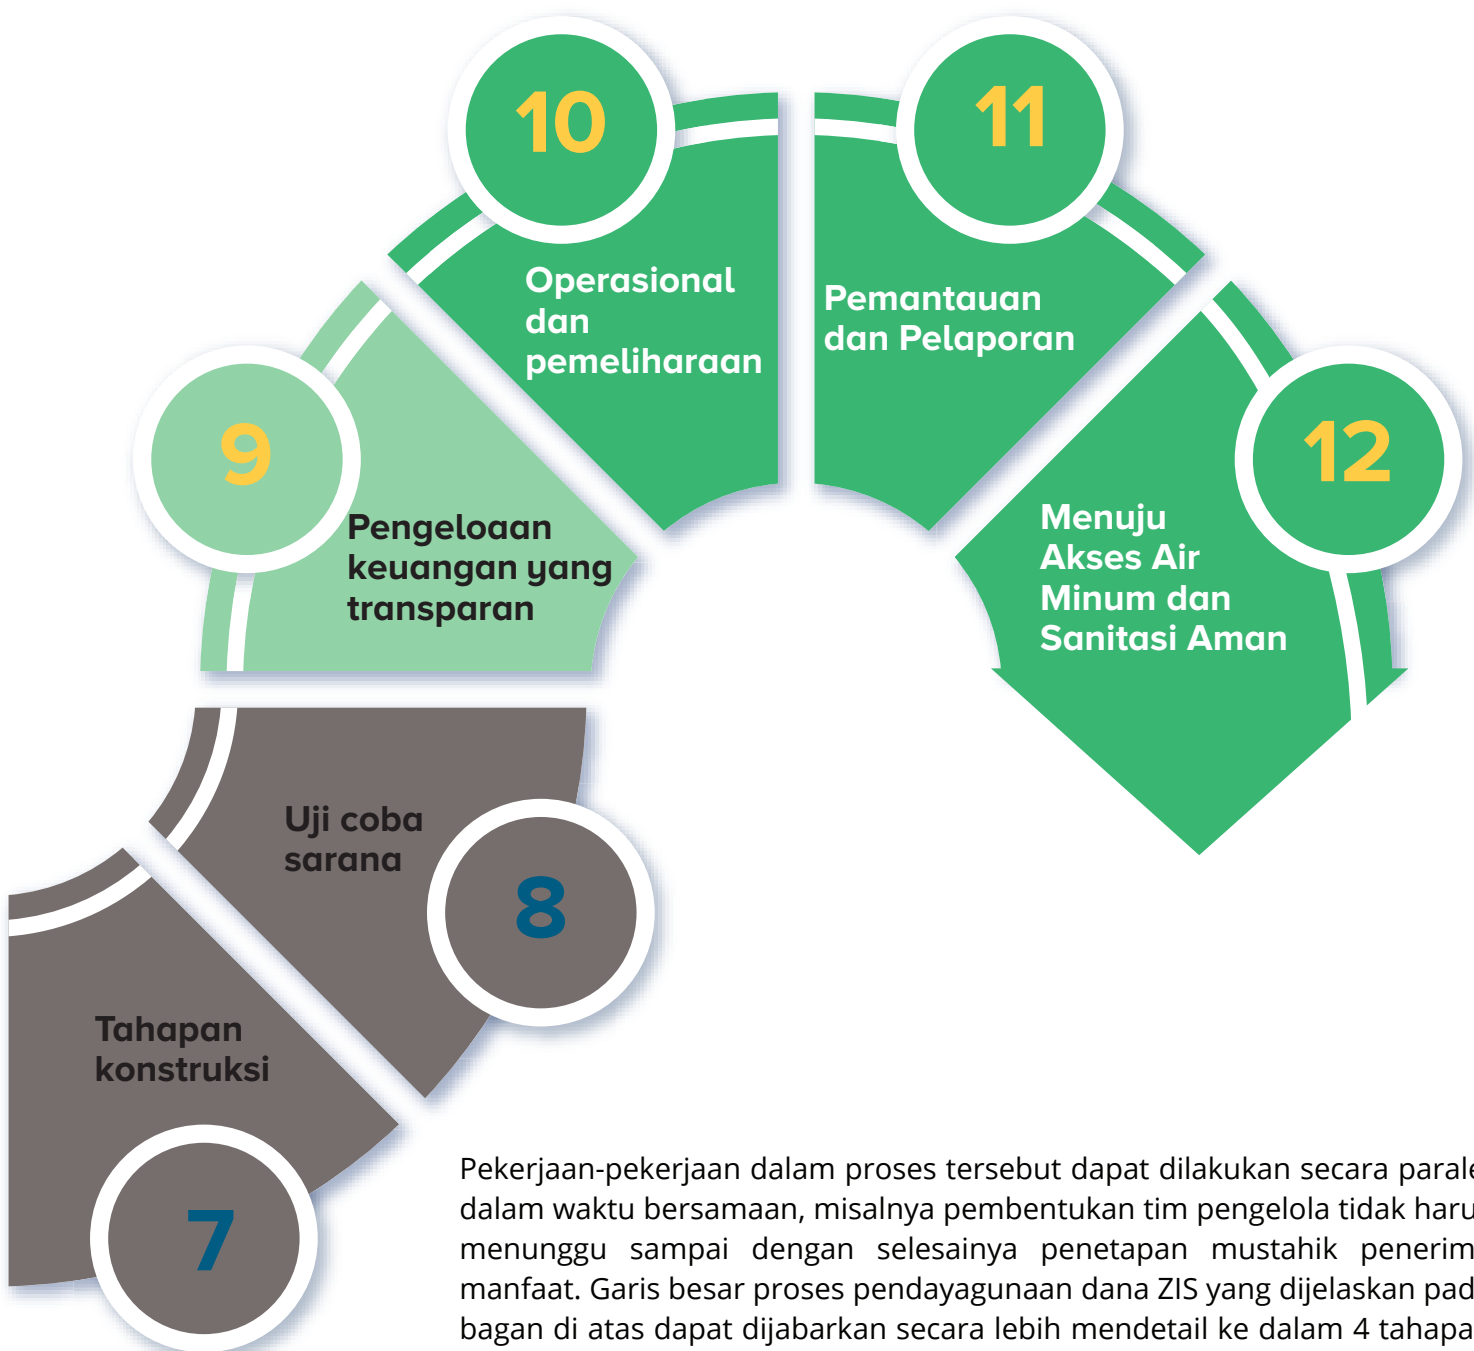 10
Operasional
dan
pemeliharaan
11
Pemantauan
dan Pelaporan
12
Menuju
Akses Air
Minum dan
Sanitasi Aman
9
Pengeloaan
keuangan yang
transparan
8
Uji coba
sarana
7
Tahapan
konstruksi
Pekerjaan-pekerjaan dalam proses tersebut dapat dilakukan secara parale
dalam waktu bersamaan, misalnya pembentukan tim pengelola tidak haru
menunggu sampai dengan selesainya penetapan mustahik penerim
manfaat. Garis besar proses pendayagunaan dana ZIS yang dijelaskan pad
bagan di atas dapat dijabarkan secara lebih mendetail ke dalam 4 tahapa